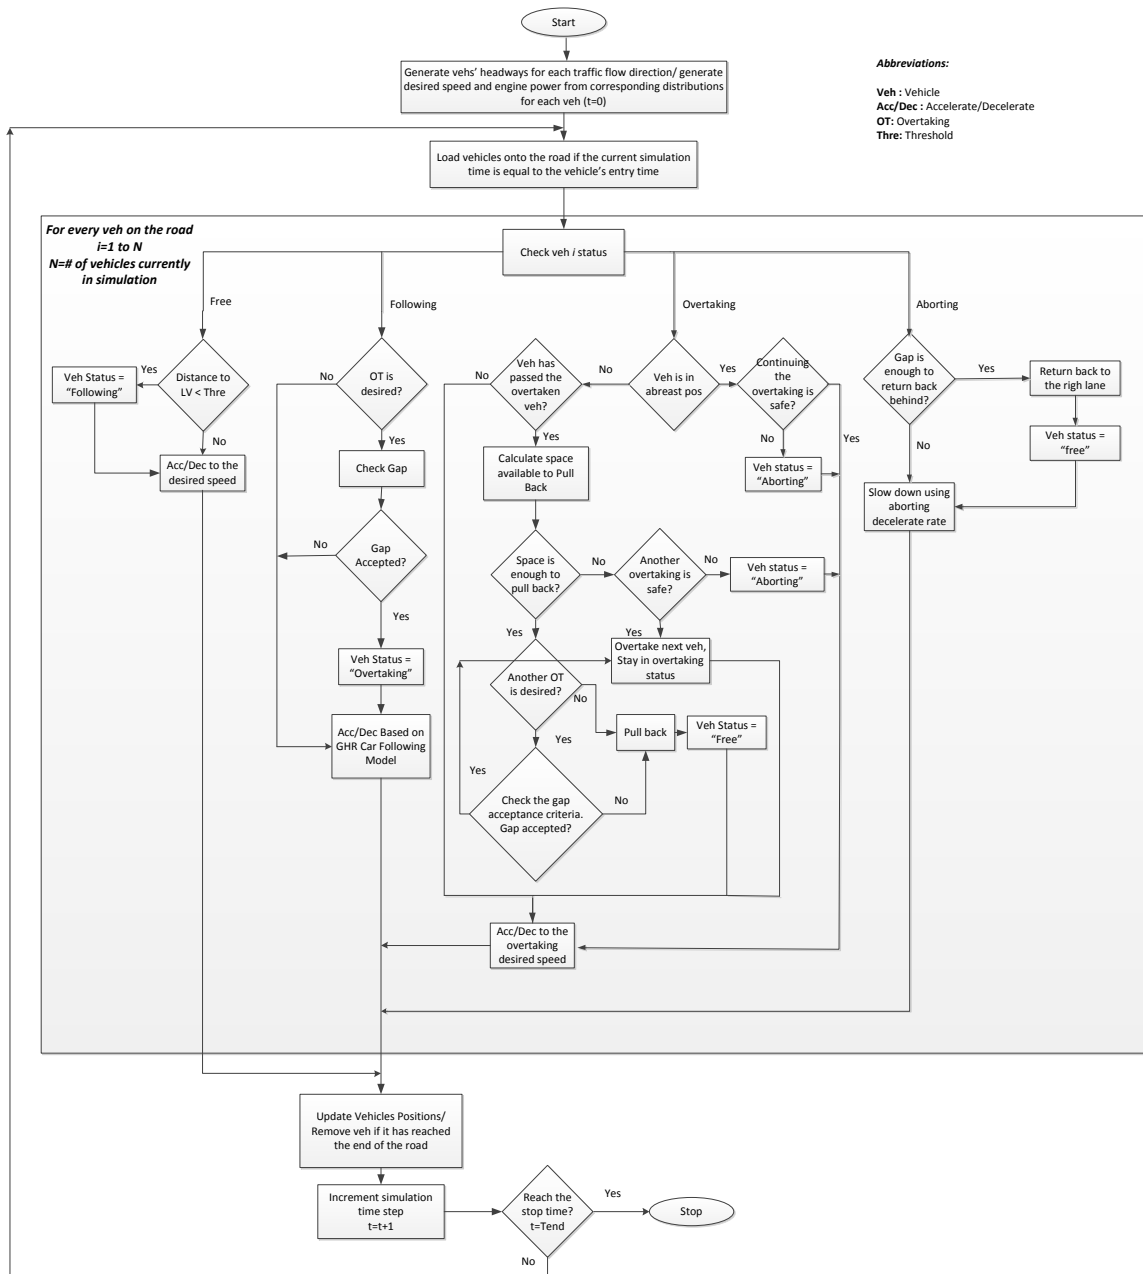 Start
Generate vehs' headways for each traffic flow direction/ generate
desired speed and engine power from corresponding distributions
for each veh (t=0)
Abbreviations:
Veh : Vehicle
Acc/Dec : Accelerate/Decelerate
OT: Overtaking
Thre: Threshold
Load vehicles onto the road if the current simulation
time is equal to the vehicle's entry time
For every veh on the road
i=1 to N
N=# of vehicles currently
in simulation
Check veh i status
Free
Following
Overtaking
Aborting
Distance to
LV < Thre
Yes
Veh Status =
"Following"
No
Acc/Dec to the
desired speed
OT is
desired?
No
Yes
Check Gap
Gap
Accepted?
No
Yes
Veh Status =
"Overtaking"
Acc/Dec Based on
GHR Car Following
Model
Veh is in
abreast pos
No
Yes
Veh has
passed the
overtaken
veh?
No
Yes
Calculate space
available to Pull
Back
Space is
enough to
pull back?
No
Yes
Another
overtaking is
safe?
No
Veh status =
"Aborting"
Yes
Overtake next veh,
Stay in overtaking
status
Another OT
is desired?
No
Yes
Pull back
Veh Status =
"Free"
Check the gap
acceptance criteria.
Gap accepted?
Yes
No
Continuing
the
overtaking is
safe?
No
Yes
Veh status =
"Aborting"
Acc/Dec to the
overtaking
desired speed
Gap is
enough to
return back
behind?
Yes
Return back to
the righ lane
Veh status =
"free"
No
Slow down using
aborting
decelerate rate
Update Vehicles Positions/
Remove veh if it has reached
the end of the road
Increment simulation
time step
t=t+1
Reach the
stop time?
t=Tend
Yes
Stop
No